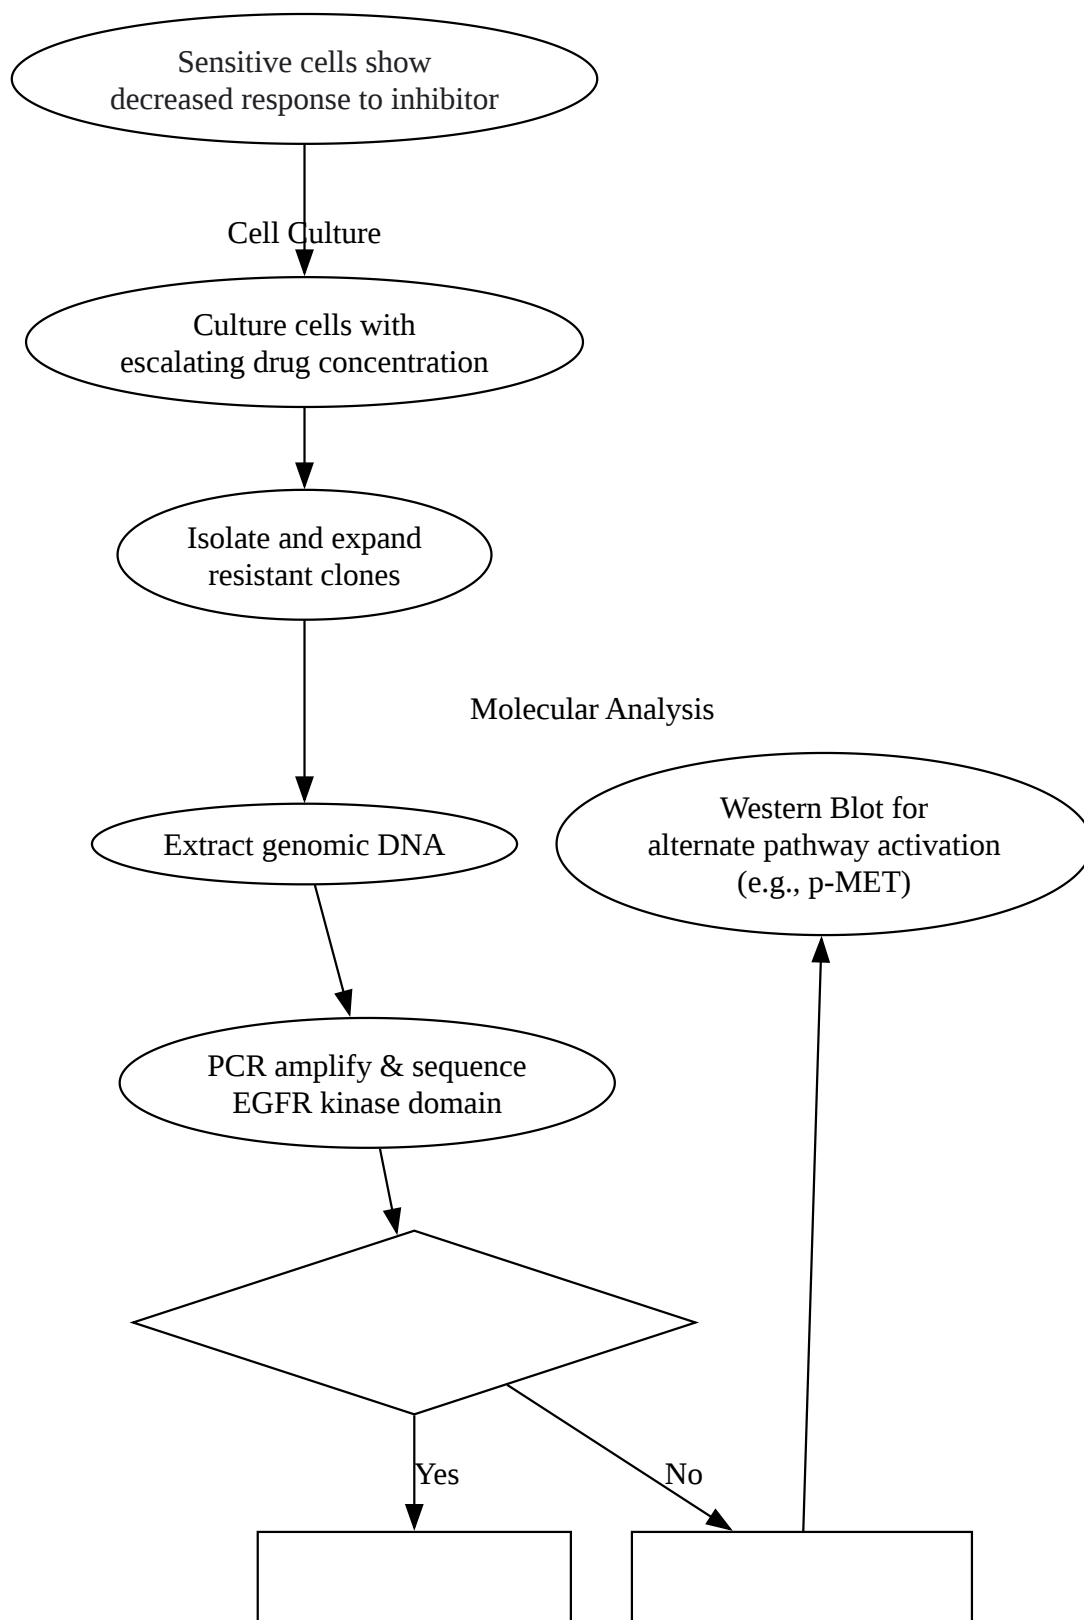 Sensitive cells show
decreased response to inhibitor
Cell Culture
Culture cells with
escalating drug concentration
Isolate and expand
resistant clones
Molecular Analysis
Extract genomic DNA
Western Blot for
alternate pathway activation
(e.g., p-MET)
PCR amplify & sequence
EGFR kinase domain
Yes
No